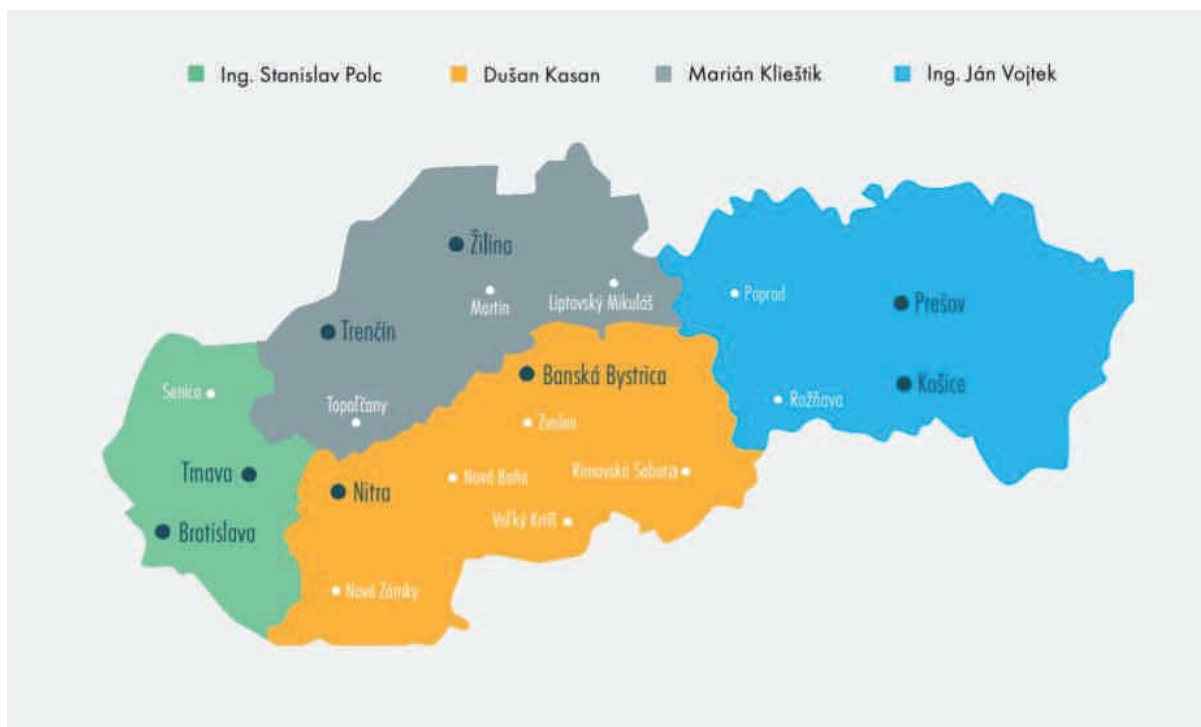 Ing. Stanislav Polc
Dušan Kasan
Marián Klieštik
Ing. Ján Vojtek
Žilina
Martin
Liptovský Mikuláš
Poprad
Prešov
Trenčín
Banská Bystrica
Košice
Senica
Topoľčany
Zvolen
Rožňava
Trnava
Nitra
Nová Baňa
Rimavská Sobota
Bratislava
Veľký Krtíš
Nové Zámky